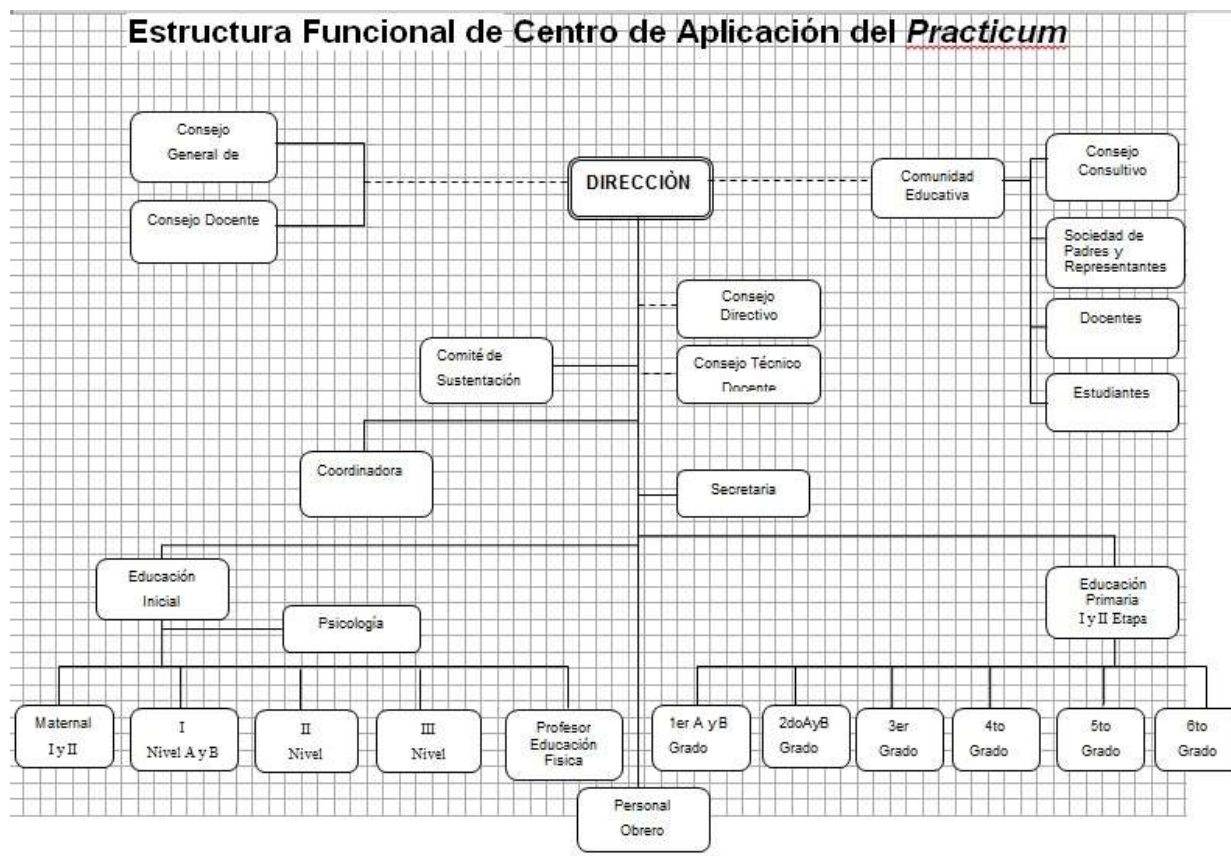 Estructura Funcional de Centro de Aplicación del Practicum
Consejo
General de
Consejo Docente
DIRECCIÒN
Comunidad
Educativa
Consejo
Consultivo
Sociedad de
Padres y
Representantes
Docentes
Estudiantes
Consejo
Directivo
Comité de
Sustentación
Consejo Técnico
Docente
Coordinadora
Secretaria
Educación
Inicial
Psicología
Educación
Primaria
I y II Etapa
Maternal
I y II
I
Nivel A y B
II
Nivel
III
Nivel
Profesor
Educación
Fisica
1er A y B
Grado
2doAyB
Grado
3er
Grado
4to
Grado
5to
Grado
6to
Grado
Personal
Obrero